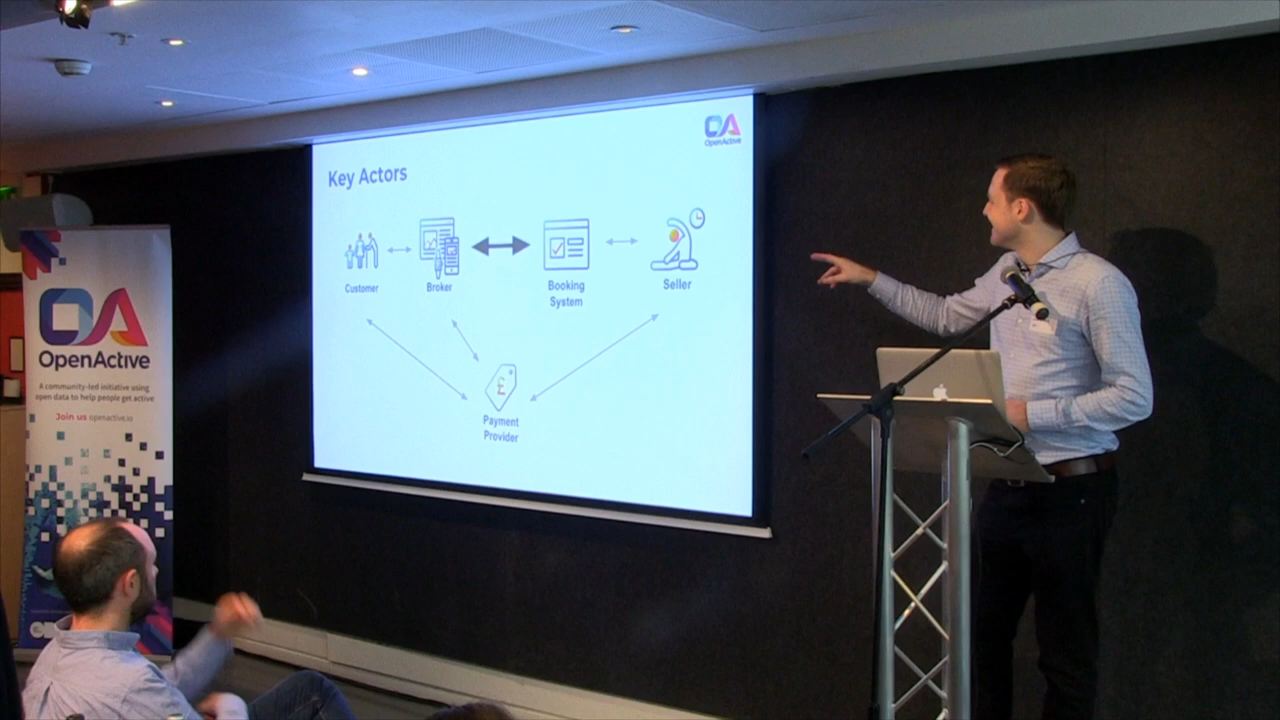 OpenActive
Key Actors
Customer
Broker
Booking
System
Seller
£
Payment
Provider
OA
OpenActive
A community-led initiative using
open data to help people get active
Join us openactive.io